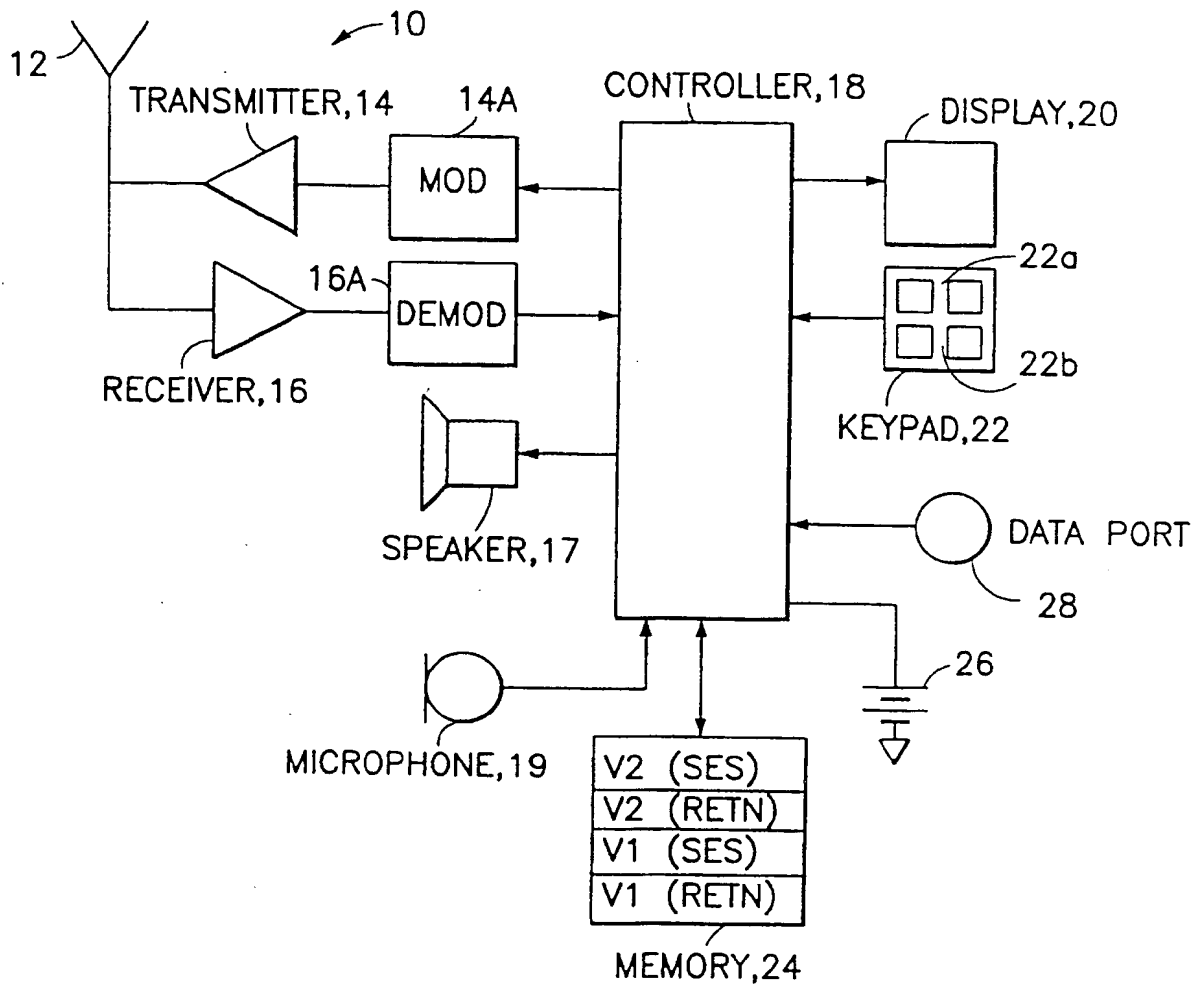 10
12
TRANSMITTER,14
14A
MOD
CONTROLLER,18
DISPLAY,20
16A
DEMOD
RECEIVER,16
22a
22b
KEYPAD,22
SPEAKER,17
DATA PORT
28
26
MICROPHONE,19
V2 (SES)
V2 (RETN)
V1 (SES)
V1 (RETN)
MEMORY,24